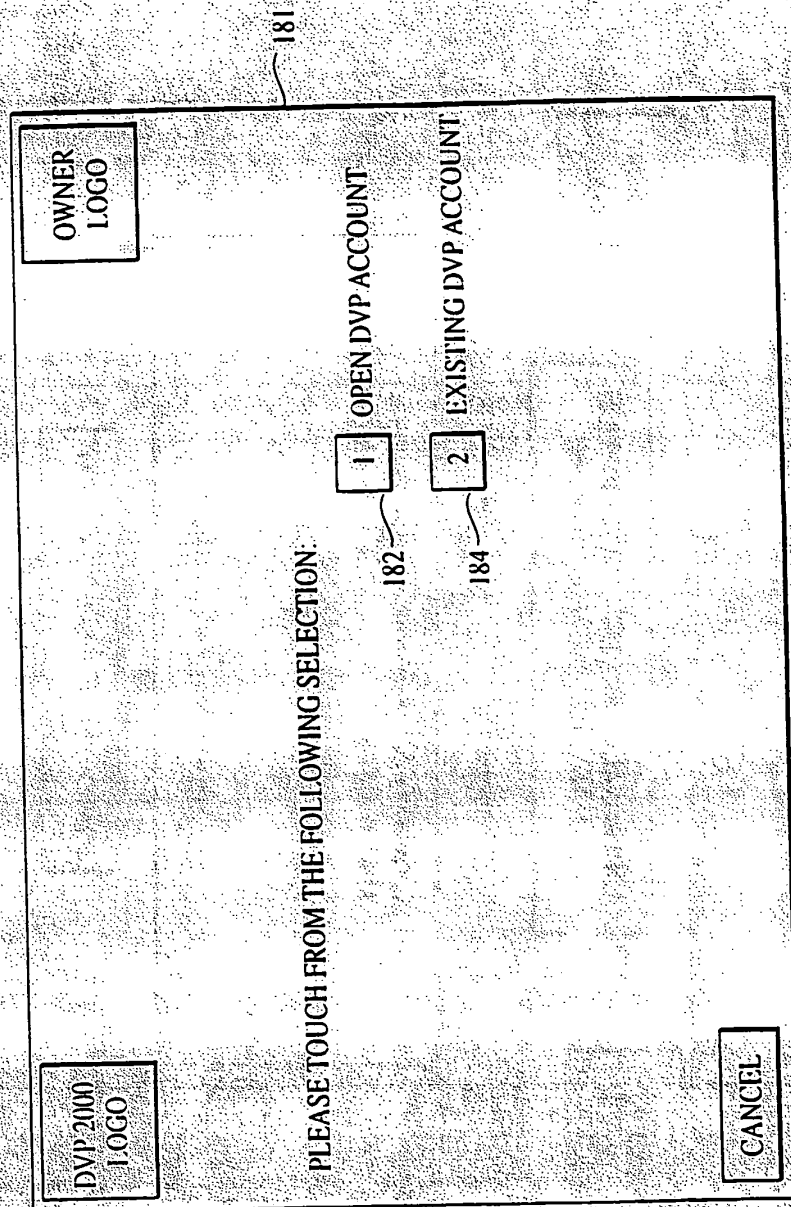 DVP 2000
LOGO
OWNER
LOGO
181
PLEASE TOUCH FROM THE FOLLOWING SELECTION:
182
1 OPEN DVP ACCOUNT
184
2 EXISTING DVP ACCOUNT
CANCEL